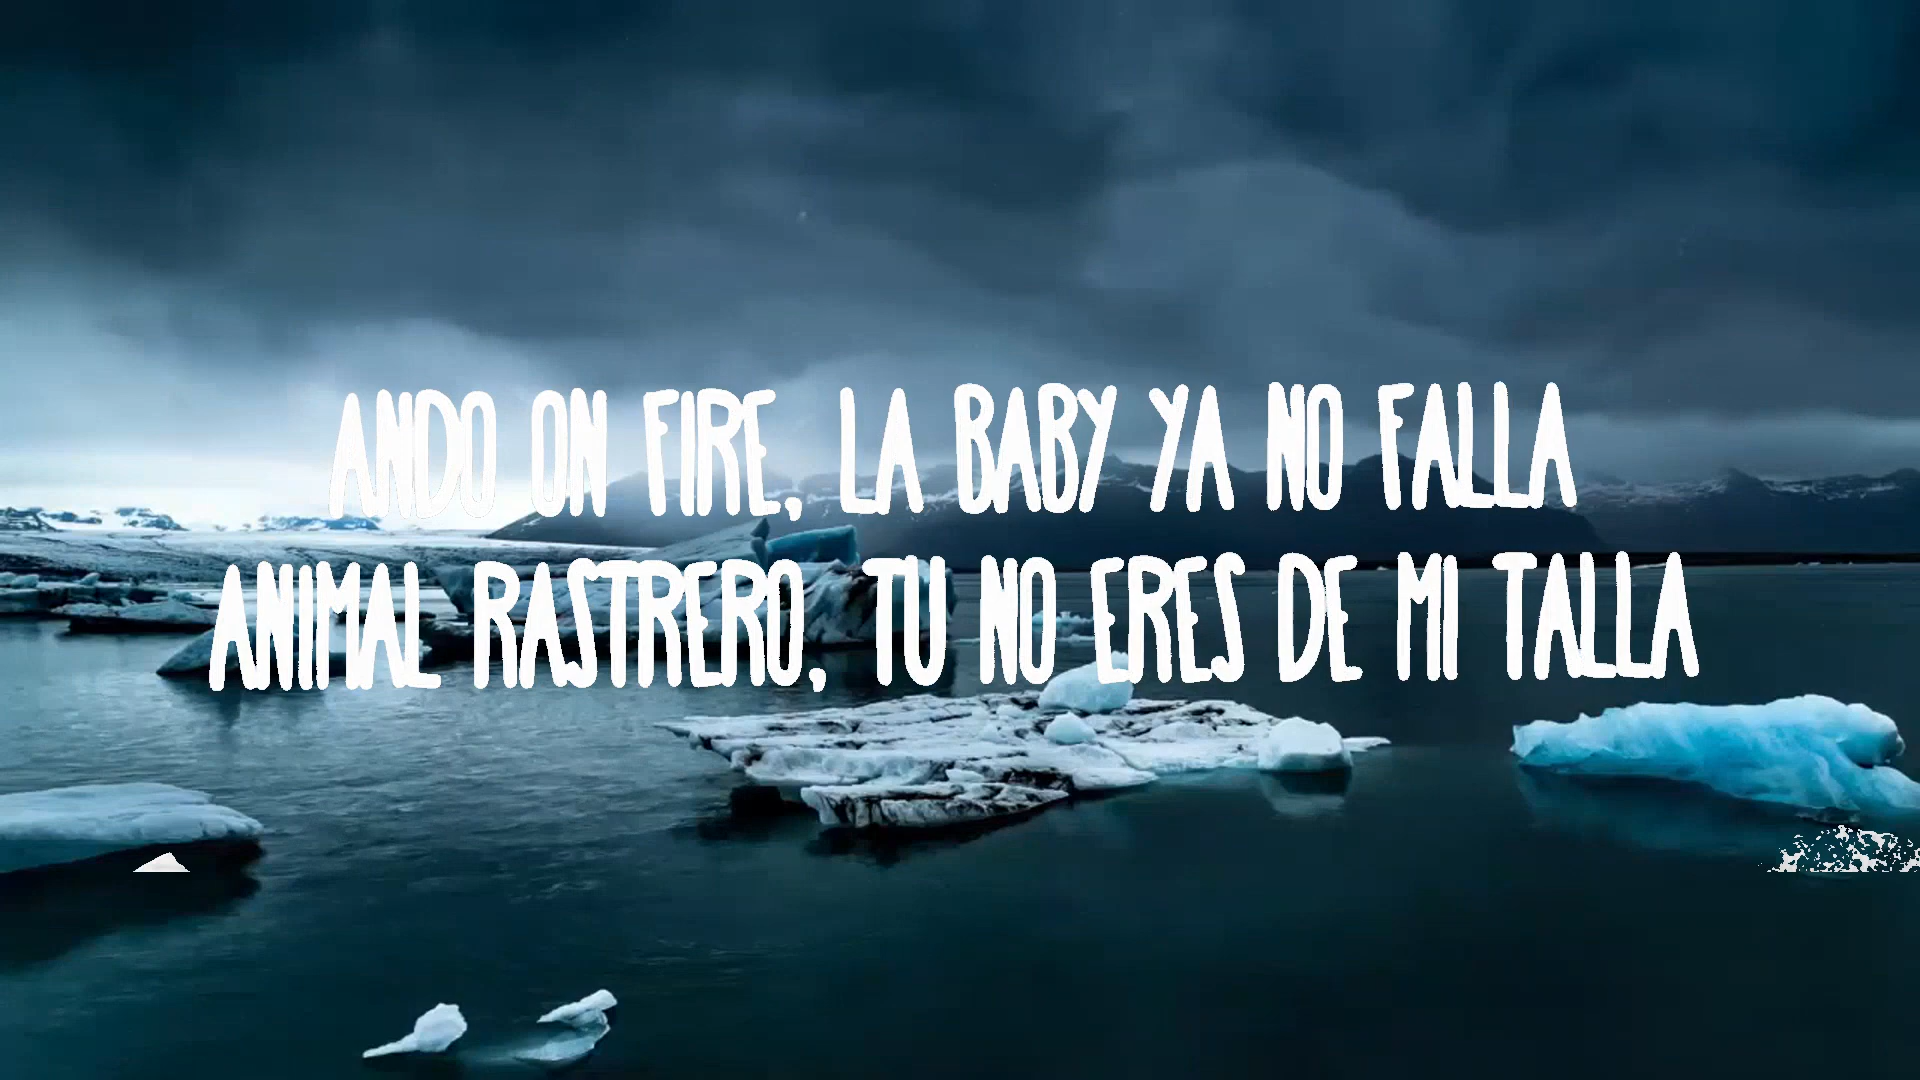 ANDO ON FIRE, LA BABY YA NO FALLA
ANIMAL RASTRERO, TU NO ERES DE MI TALLA